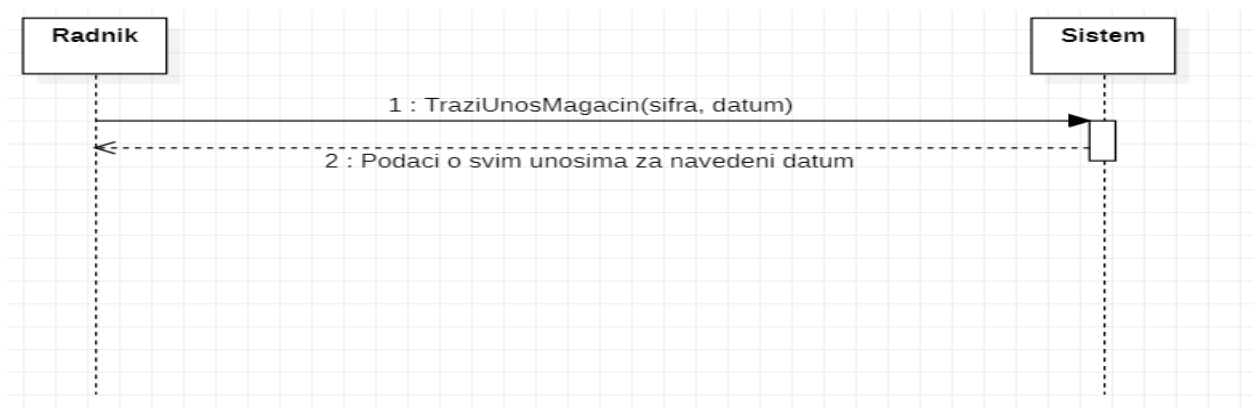 Radnik
Sistem
1 : TraziUnosMagacin(sifra, datum)
2 : Podaci o svim unosima za navedeni datum